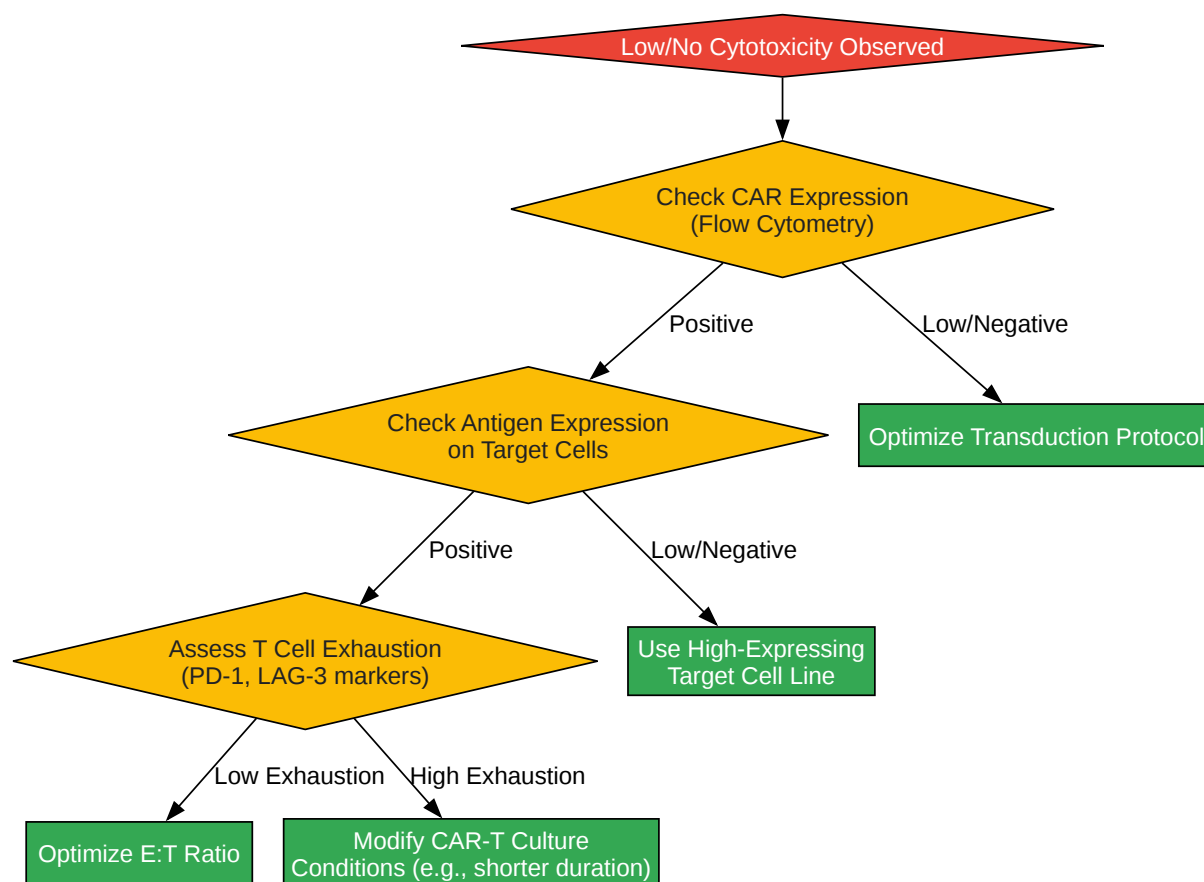 Low/No Cytotoxicity Observed
Check CAR Expression
(Flow Cytometry)
Positive
Low/Negative
Check Antigen Expression
on Target Cells
Optimize Transduction Protocol
Positive
Low/Negative
Assess T Cell Exhaustion
(PD-1, LAG-3 markers)
Use High-Expressing
Target Cell Line
Low Exhaustion
High Exhaustion
Optimize E:T Ratio
Modify CAR-T Culture
Conditions (e.g., shorter duration)